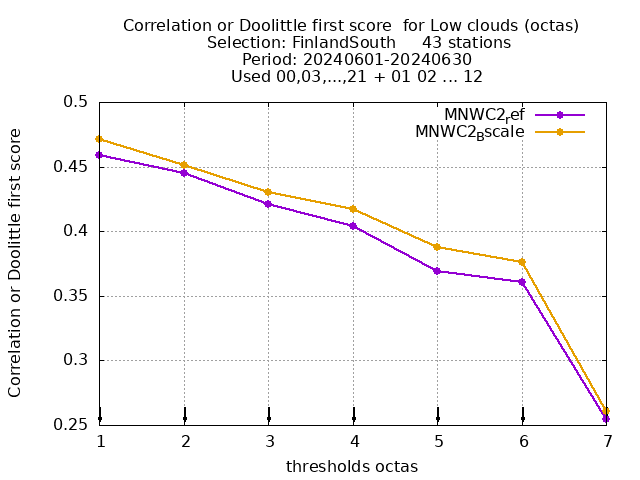 Correlation or Doolittle first score  for Low clouds (octas)
Selection: FinlandSouth     43 stations
Period: 20240601-20240630
Used 00,03,...,21 + 01 02 ... 12
MNWC2ref
MNWC2Bscale
Correlation or Doolittle first score
0.5
0.45
0.4
0.35
0.3
0.25
1 2 3 4 5 6 7
thresholds octas